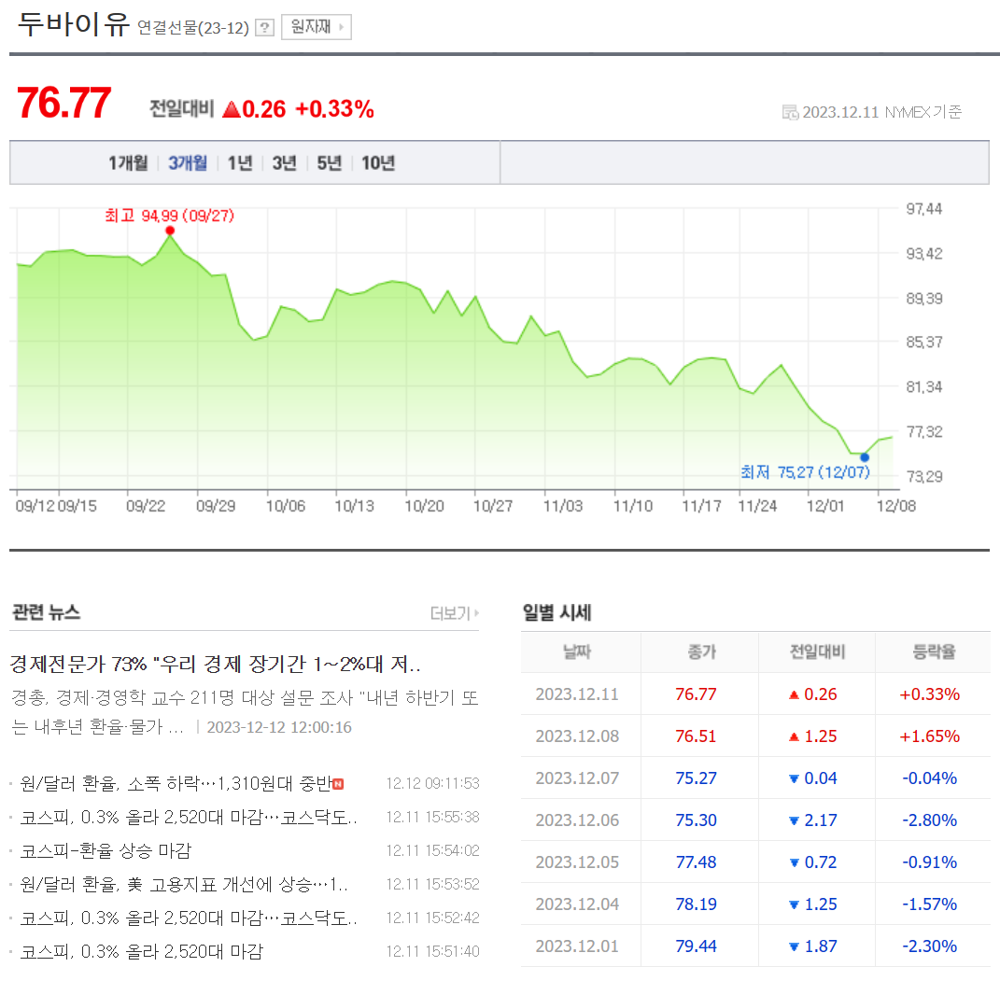 두바이유 연결선물(23-12) ? 원자재
76.77 전일대비 ▲0.26 +0.33%
2023.12.11 NYMEX기준
1개월 3개월 1년 3년 5년 10년
최고 94,99 (09/27)
97,44
93,42
89,39
85,37
81,34
77,32
73,29
최저 75,27 (12/07)
09/12 09/15 09/22 09/29 10/06 10/13 10/20 10/27 11/03 11/10 11/17 11/24 12/01 12/08
관련 뉴스 더보기
경제전문가 73% "우리 경제 장기간 1~2%대 저..
경총, 경제·경영학 교수 211명 대상 설문 조사 "내년 하반기 또
는 내후년 환율·물가 ... | 2023-12-12 12:00:16
원/달러 환율, 소폭 하락…1,310원대 중반 N 12.12 09:11:53
코스피, 0.3% 올라 2,520대 마감…코스닥도.. 12.11 15:55:38
코스피-환율 상승 마감 12.11 15:54:02
원/달러 환율, 美 고용지표 개선에 상승…1.. 12.11 15:53:52
코스피, 0.3% 올라 2,520대 마감…코스닥도.. 12.11 15:52:42
코스피, 0.3% 올라 2,520대 마감 12.11 15:51:40
일별 시세
날짜 종가 전일대비 등락율
2023.12.11 76.77 ▲ 0.26 +0.33%
2023.12.08 76.51 ▲ 1.25 +1.65%
2023.12.07 75.27 ▼ 0.04 -0.04%
2023.12.06 75.30 ▼ 2.17 -2.80%
2023.12.05 77.48 ▼ 0.72 -0.91%
2023.12.04 78.19 ▼ 1.25 -1.57%
2023.12.01 79.44 ▼ 1.87 -2.30%